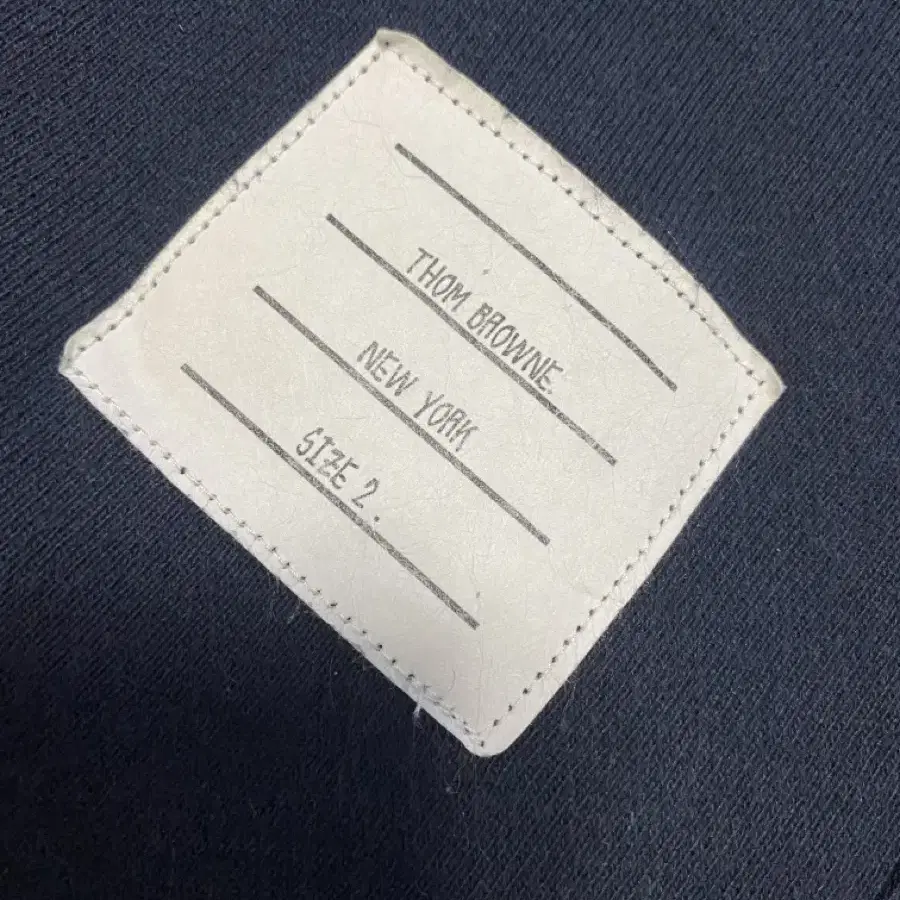 THOM BROWNE.
NEW YORK
SIZE 2.